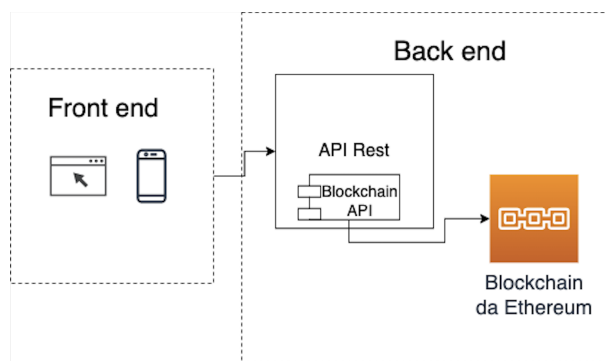 Back end
Front end
API Rest
Blockchain
API
Blockchain
da Ethereum